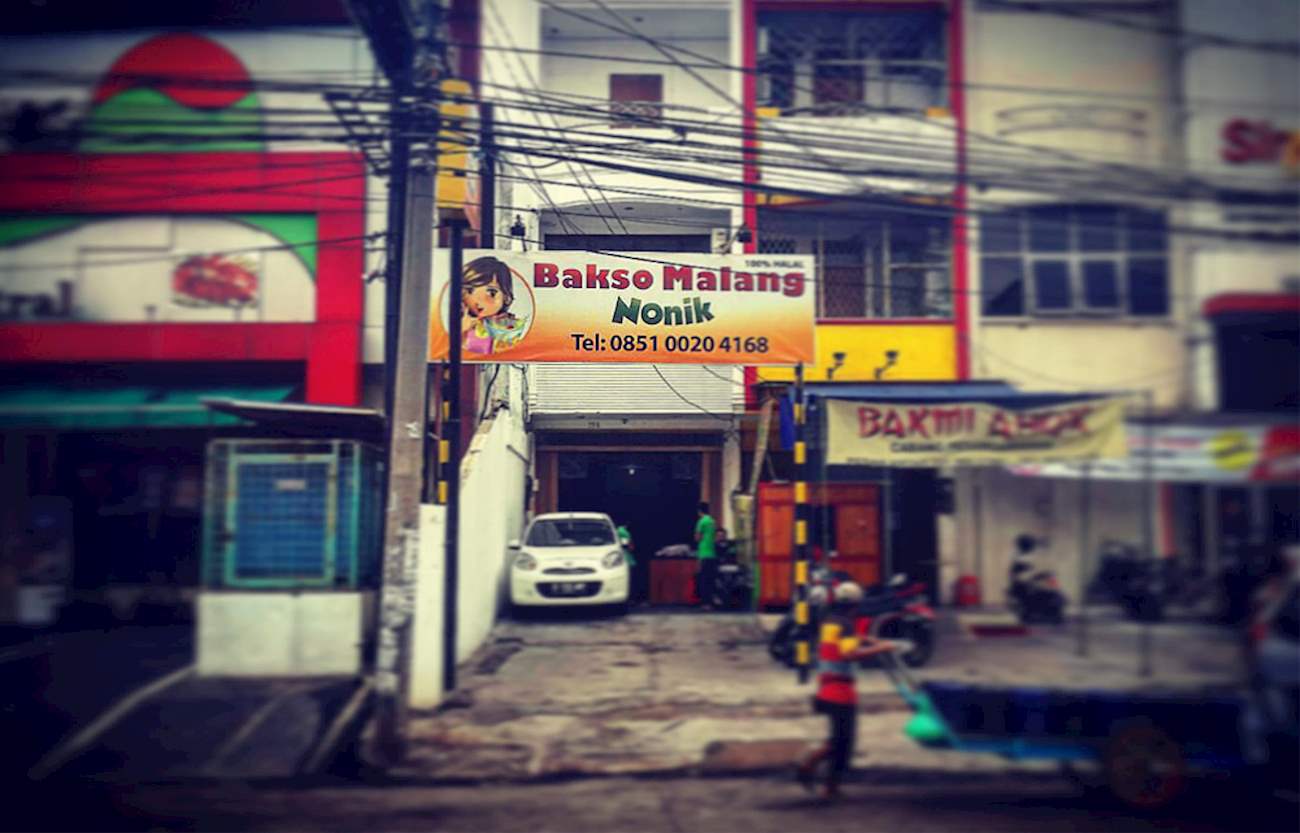 100% HALAL
Bakso Malang
Nonik
Tel: 0851 0020 4168
BAKMI AHOK